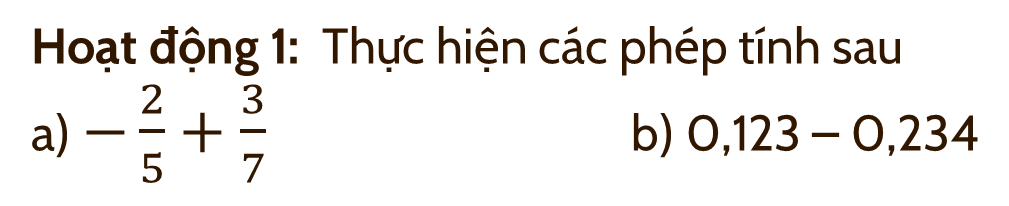 Hoạt động 1: Thực hiện các phép tính sau
a) −2/5 + 3/7 b) 0,123 – 0,234